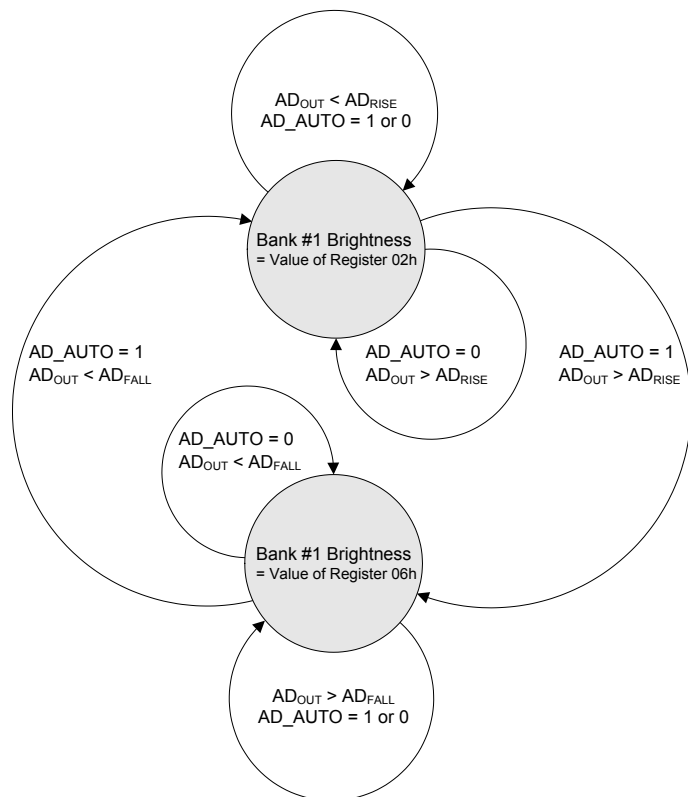 AD_OUT < AD_RISE
AD_AUTO = 1 or 0
Bank #1 Brightness
= Value of Register 02h
AD_AUTO = 1
AD_OUT < AD_FALL
AD_AUTO = 0
AD_OUT > AD_RISE
AD_AUTO = 1
AD_OUT > AD_RISE
AD_AUTO = 0
AD_OUT < AD_FALL
Bank #1 Brightness
= Value of Register 06h
AD_OUT > AD_FALL
AD_AUTO = 1 or 0